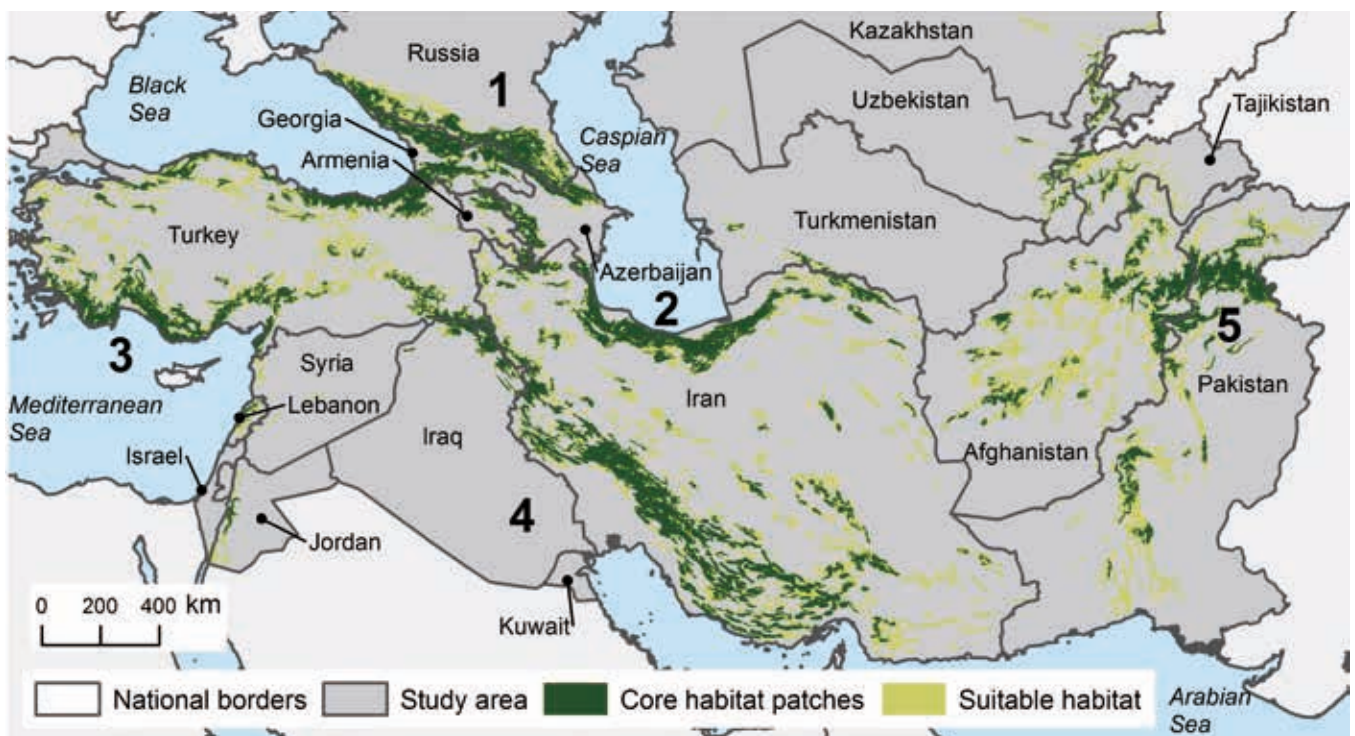 Kazakhstan
Russia
1
Black
Sea
Uzbekistan
Tajikistan
Georgia
Caspian
Sea
Armenia
Turkmenistan
Turkey
Azerbaijan
2
3
5
Syria
Pakistan
Mediterranean
Sea
Lebanon
Iran
Iraq
Afghanistan
Israel
4
Jordan
0 200 400 km
Kuwait
National borders
Study area
Core habitat patches
Suitable habitat
Arabian
Sea